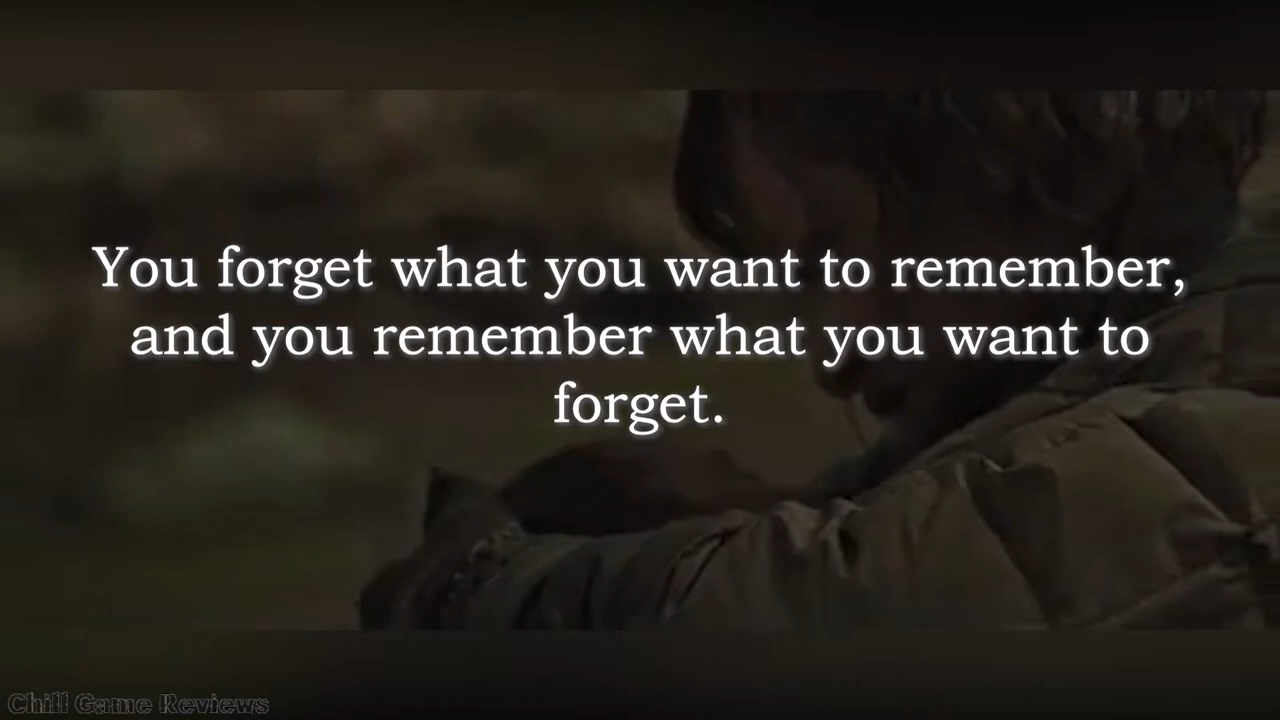 You forget what you want to remember,
and you remember what you want to
forget.
Chill Game Reviews